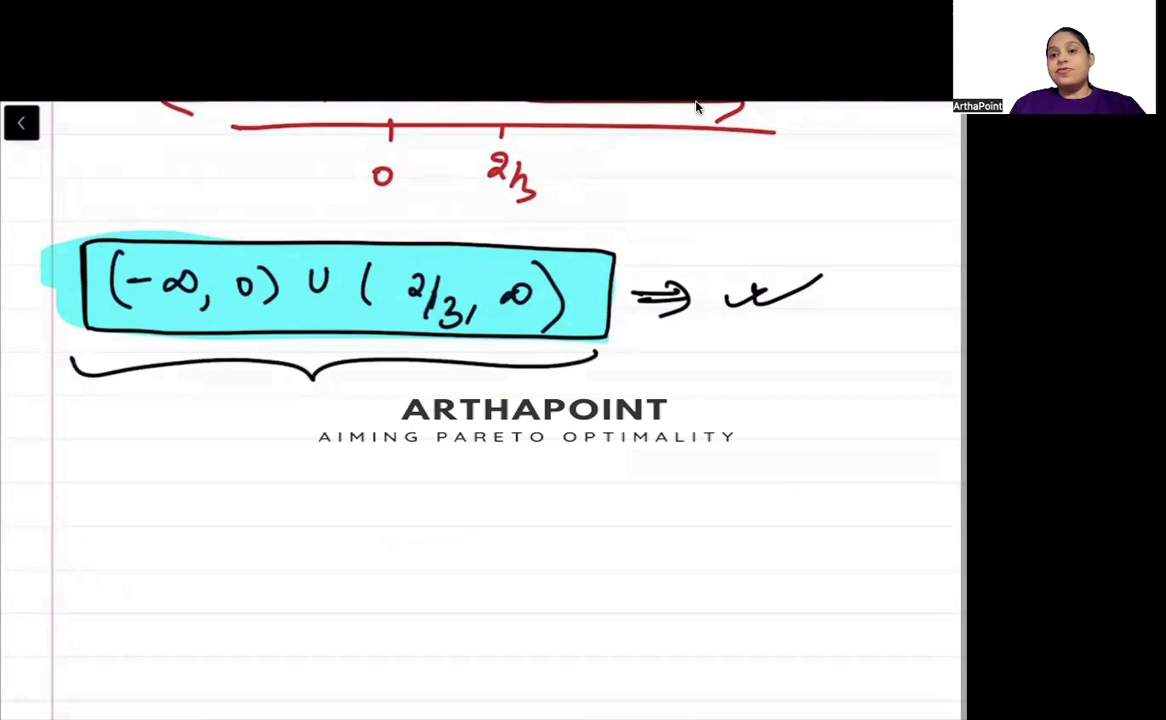 ArthaPoint
0 2/3
(-∞, 0) ∪ ( 2/3, ∞) ⇒
ARTHAPOINT
AIMING PARETO OPTIMALITY